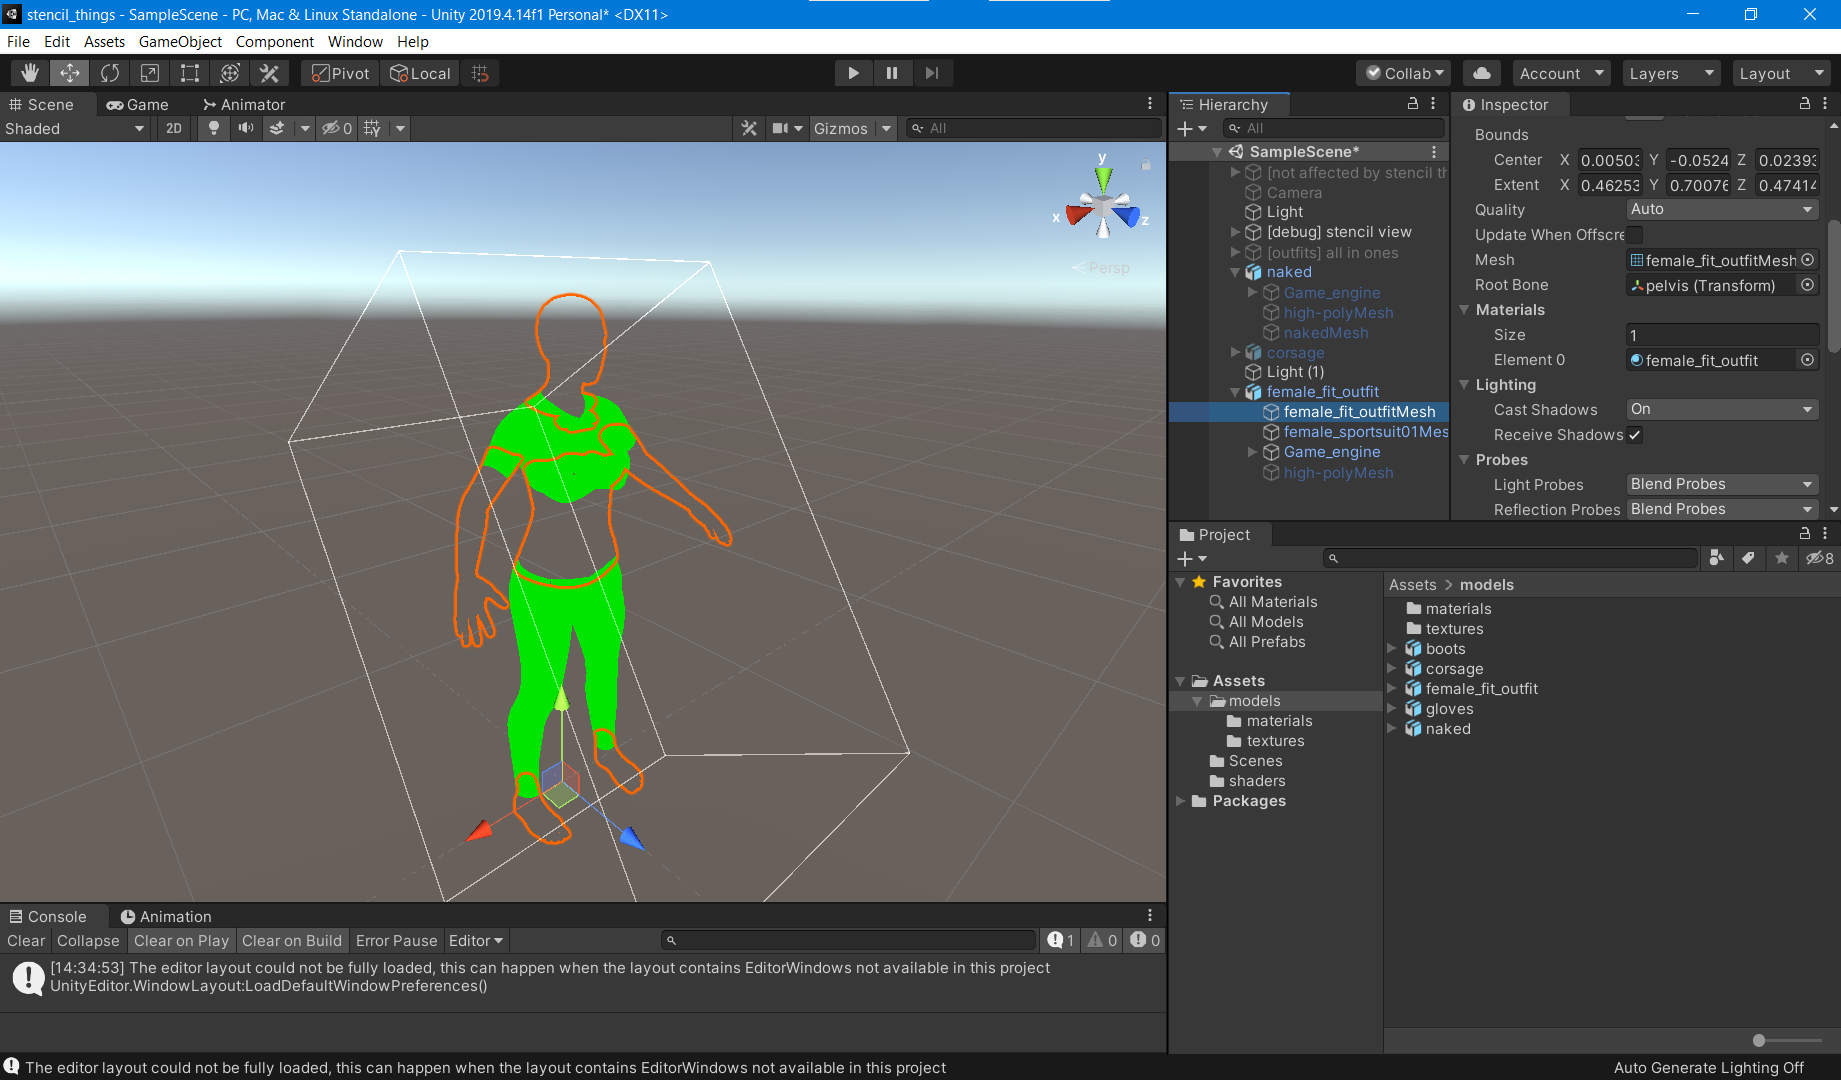 stencil_things - SampleScene - PC, Mac & Linux Standalone - Unity 2019.4.14f1 Personal* <DX11>
File Edit Assets GameObject Component Window Help
Pivot Local Collab Account Layers Layout
Scene Game Animator
Shaded 2D 0 Gizmos All
y
x
z
Persp
Hierarchy
All
SampleScene*
[not affected by stencil th
Camera
Light
[debug] stencil view
[outfits] all in ones
naked
Game_engine
high-polyMesh
nakedMesh
corsage
Light (1)
female_fit_outfit
female_fit_outfitMesh
female_sportsuit01Mes
Game_engine
high-polyMesh
Inspector
Bounds
Center X 0.00503 Y -0.0524 Z 0.02393
Extent X 0.46253 Y 0.70076 Z 0.47414
Quality Auto
Update When Offscre
Mesh female_fit_outfitMesh
Root Bone pelvis (Transform)
Materials
Size 1
Element 0 female_fit_outfit
Lighting
Cast Shadows On
Receive Shadows
Probes
Light Probes Blend Probes
Reflection Probes Blend Probes
Project
8
Favorites
All Materials
All Models
All Prefabs
Assets
models
materials
textures
Scenes
shaders
Packages
Assets > models
materials
textures
boots
corsage
female_fit_outfit
gloves
naked
Console Animation
Clear Collapse Clear on Play Clear on Build Error Pause Editor 1 0 0
[14:34:53] The editor layout could not be fully loaded, this can happen when the layout contains EditorWindows not available in this project
UnityEditor.WindowLayout:LoadDefaultWindowPreferences()
The editor layout could not be fully loaded, this can happen when the layout contains EditorWindows not available in this project
Auto Generate Lighting Off